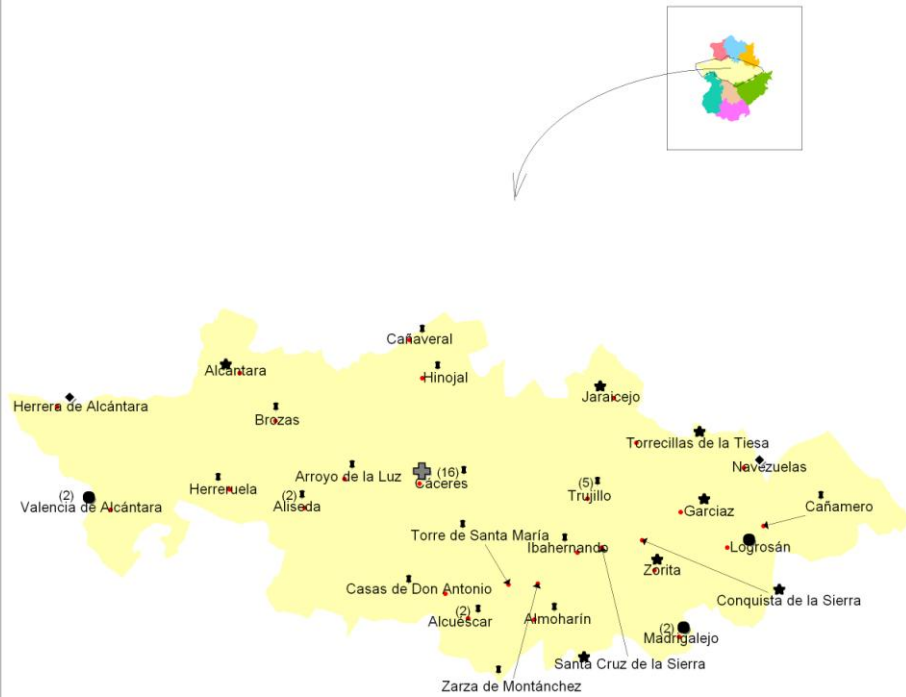 Cañaveral
Alcántara
Hinojal
Jaraicejo
Herrera de Alcántara
Brozas
Torrecillas de la Tiesa
Navezuelas
Arroyo de la Luz
(16)
Cáceres
(5)
Trujillo
Herreruela
(2)
Aliseda
(2)
Valencia de Alcántara
Garciaz
Cañamero
Torre de Santa María
Ibahernando
Logrosán
Zorita
Casas de Don Antonio
Conquista de la Sierra
(2)
Alcuéscar
Almoharín
(2)
Madrigalejo
Santa Cruz de la Sierra
Zarza de Montánchez